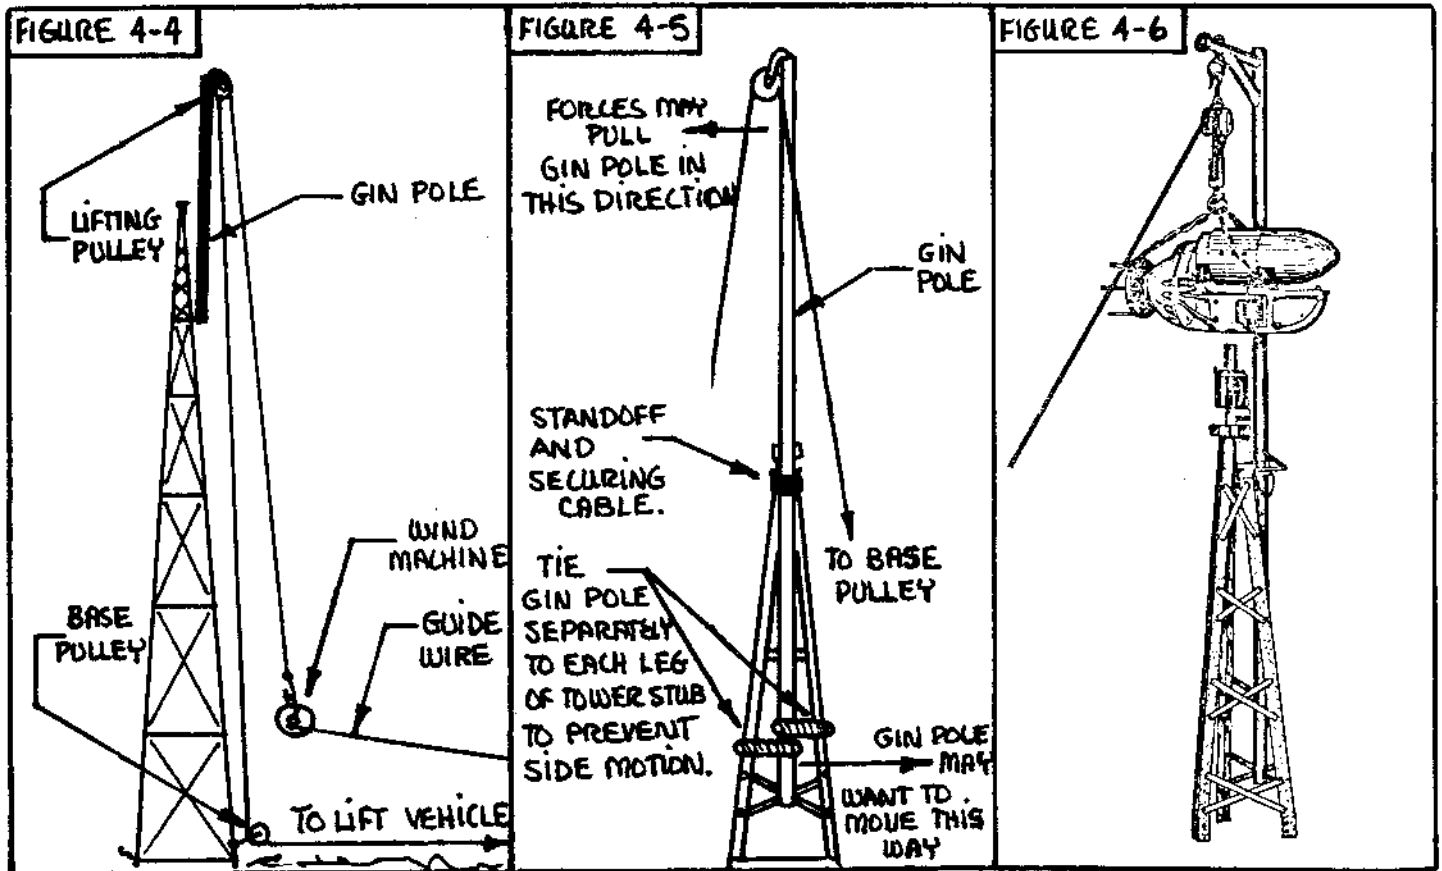 FIGURE 4-4
LIFTING
PULLEY
GIN POLE
WIND
MACHINE
BASE
PULLEY
GUIDE
WIRE
TO LIFT VEHICLE
FIGURE 4-5
FORCES MAY
PULL
GIN POLE IN
THIS DIRECTION
GIN
POLE
STANDOFF
AND
SECURING
CABLE.
TO BASE
PULLEY
TIE
GIN POLE
SEPARATELY
TO EACH LEG
OF TOWER STUB
TO PREVENT
SIDE MOTION.
GIN POLE
MAY
WANT TO
MOVE THIS
WAY
FIGURE 4-6